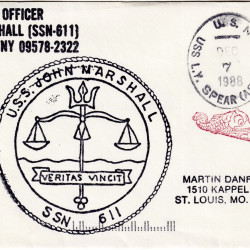 OFFICER
HALL (SSN-611)
NY 09578-2322
U.S.S. JOHN MARSHALL
VERITAS VINCIT
SSN 611
U.S.
DEC
7
1988
USS L.Y. SPEAR (AS
MARTIN DANF
1510 KAPPEL
ST. LOUIS, MO.